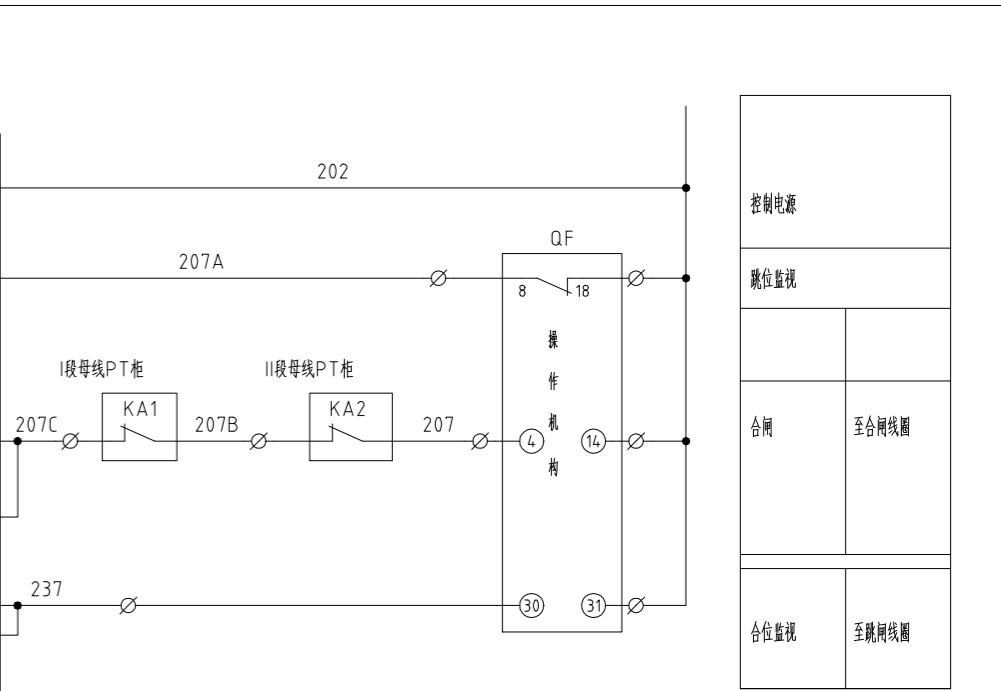 202
控制电源
QF
207A
8
18
跳位监视
操
作
机
构
I段母线PT柜
II段母线PT柜
KA1
KA2
207C
207B
207
4
14
合闸
至合闸线圈
237
30
31
合位监视
至跳闸线圈